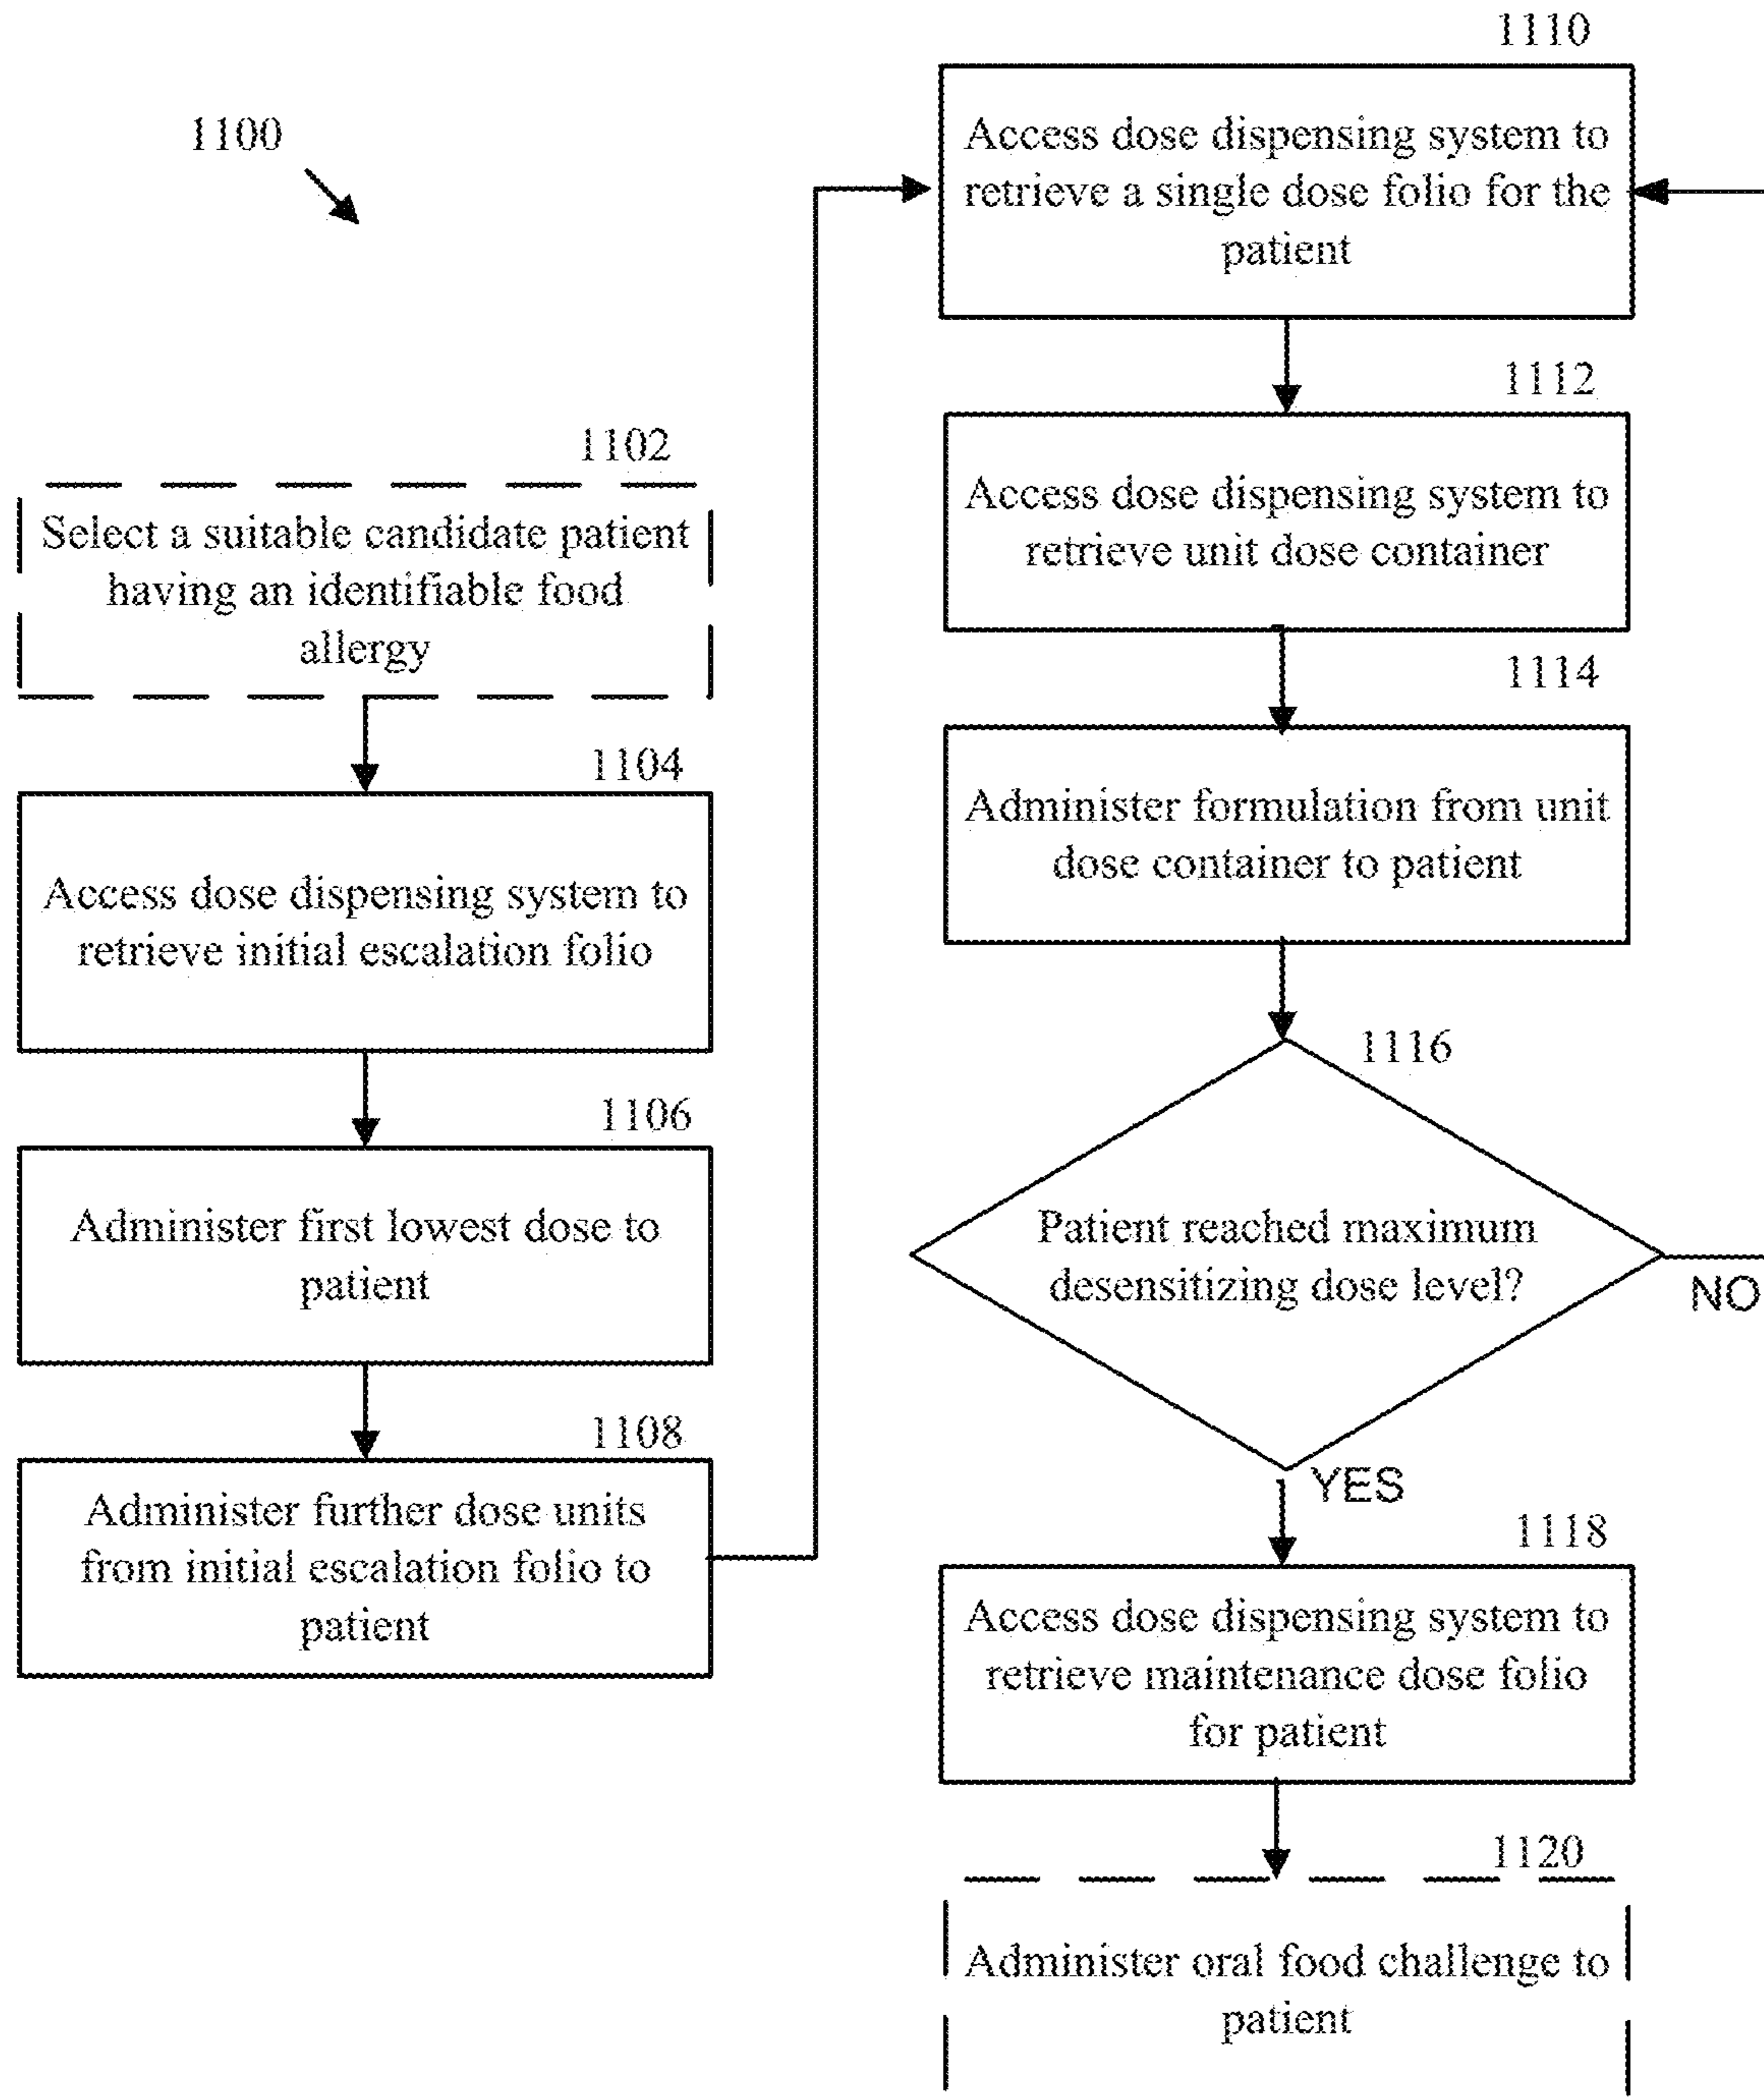 1100
1102
Select a suitable candidate patient
having an identifiable food
allergy
1104
Access dose dispensing system to
retrieve initial escalation folio
1106
Administer first lowest dose to
patient
1108
Administer further dose units
from initial escalation folio to
patient
1110
Access dose dispensing system to
retrieve a single dose folio for the
patient
1112
Access dose dispensing system to
retrieve unit dose container
1114
Administer formulation from unit
dose container to patient
1116
Patient reached maximum
desensitizing dose level?
NO
YES
1118
Access dose dispensing system to
retrieve maintenance dose folio
for patient
1120
Administer oral food challenge to
patient